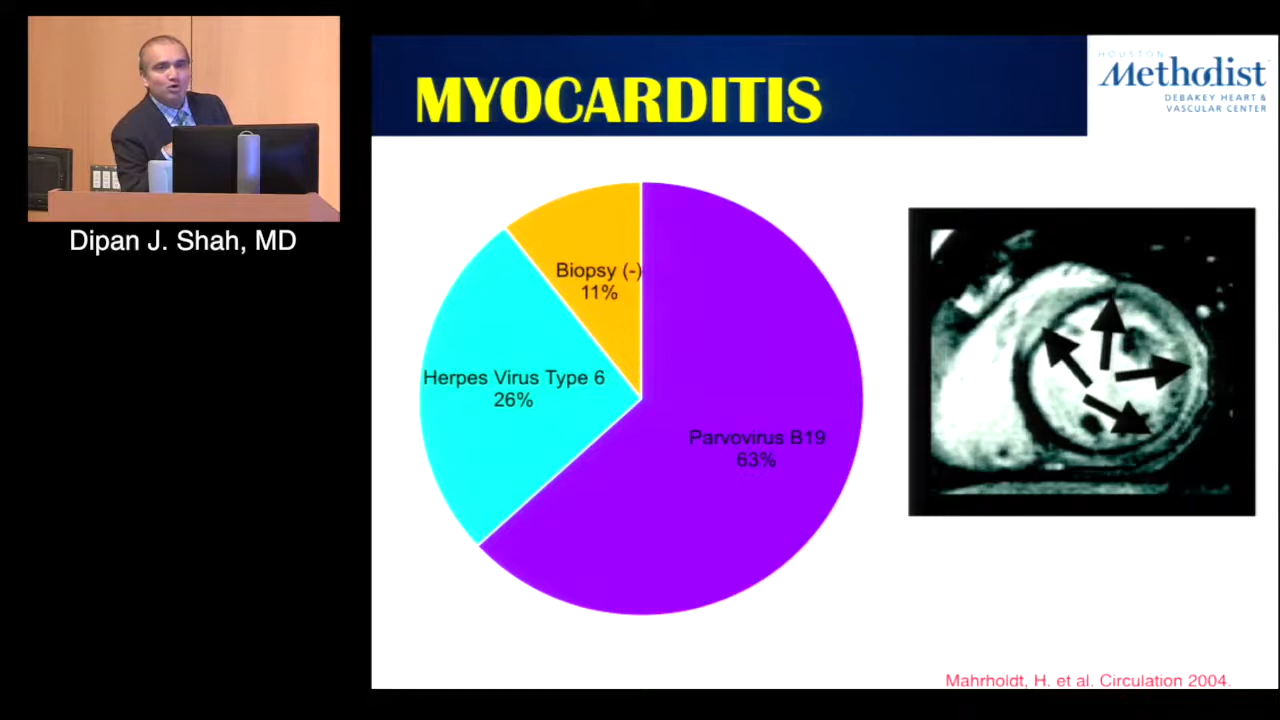 MYOCARDITIS
HOUSTON
Methodist
DEBAKEY HEART &
VASCULAR CENTER
Dipan J. Shah, MD
Biopsy (-)
11%
Herpes Virus Type 6
26%
Parvovirus B19
63%
Mahrholdt, H. et al. Circulation 2004.